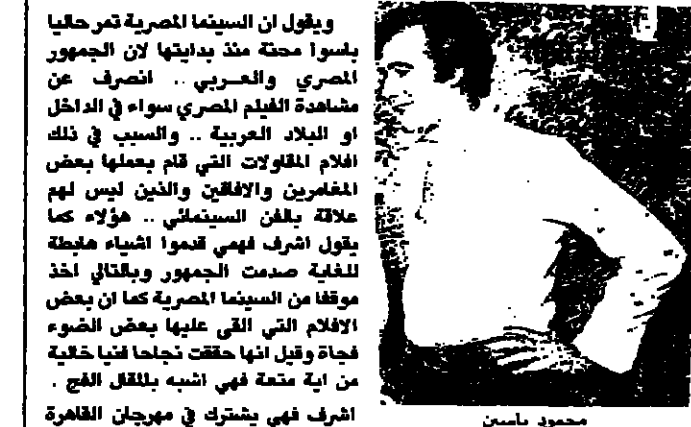 ويقول ان السينما المصرية تمر حاليا
باسوأ محنة منذ بدايتها لان الجمهور
المصري والعربي .. انصرف عن
مشاهدة الفيلم المصري سواء في الداخل
او البلاد العربية .. والسبب في ذلك
افلام المقاولات التي قام بعملها بعض
المغامرين والافاقين والذين ليس لهم
علاقة بالفن السينمائي .. هؤلاء كما
يقول اشرف فهمي قدموا اشياء هابطة
للغاية صدمت الجمهور وبالتالي اخذ
موقفا من السينما المصرية كما ان بعض
الافلام التي القى عليها بعض الضوء
فجاة وقيل انها حققت نجاحا فنيا خالية
من اية متعة فهي اشبه بالمقال الفج .
اشرف فهي يشترك في مهرجان القاهرة
محمود ياسين